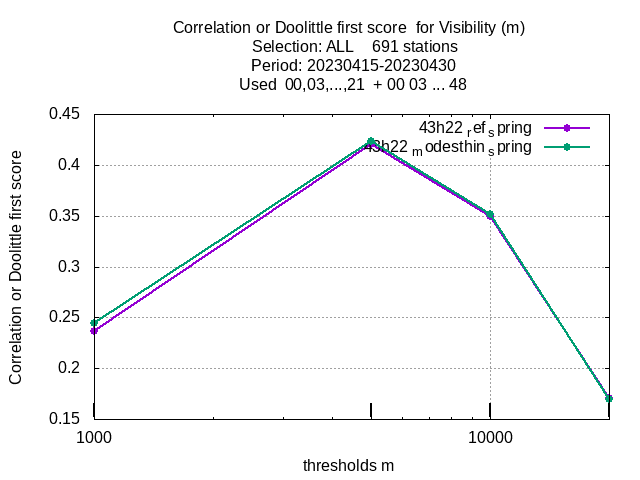 Correlation or Doolittle first score  for Visibility (m)
Selection: ALL    691 stations
Period: 20230415-20230430
Used  00,03,...,21  + 00 03 ... 48
43h22 ref spring
43h22 modesthin spring
0.45
0.4
0.35
0.3
0.25
0.2
0.15
Correlation or Doolittle first score
1000
10000
thresholds m